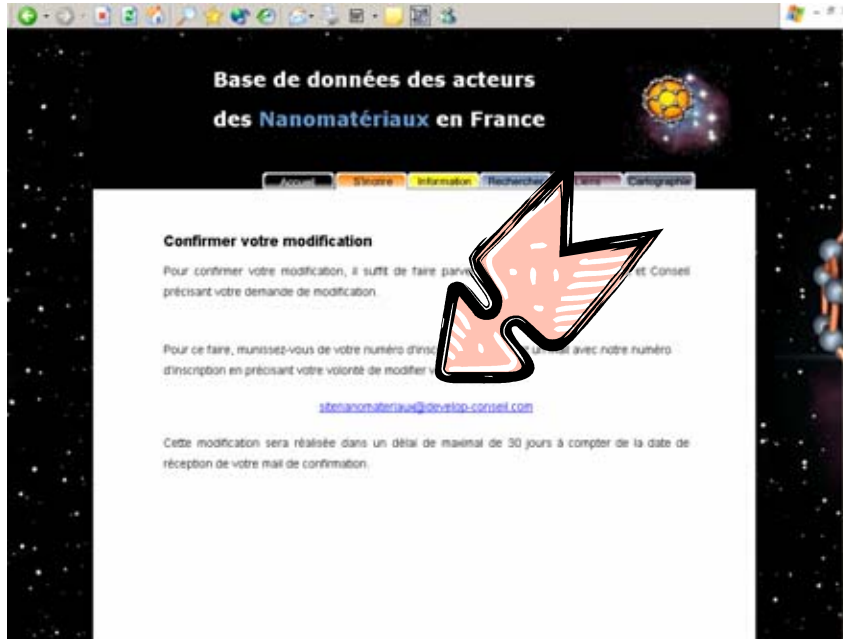 Base de données des acteurs
des Nanomatériaux en France
Accueil S'inscrire Information Rechercher Liens Cartographie
Confirmer votre modification
Pour confirmer votre modification, il suffit de faire et Conseil
précisant votre demande de modification.
Pour ce faire, munissez-vous de votre numéro avec notre numéro
d'inscription en précisant votre volonté de modifier
sitenanomateriaux@develop-conseil.com
Cette modification sera réalisée dans un délai de maximal de 30 jours à compter de la date de
réception de votre mail de confirmation.